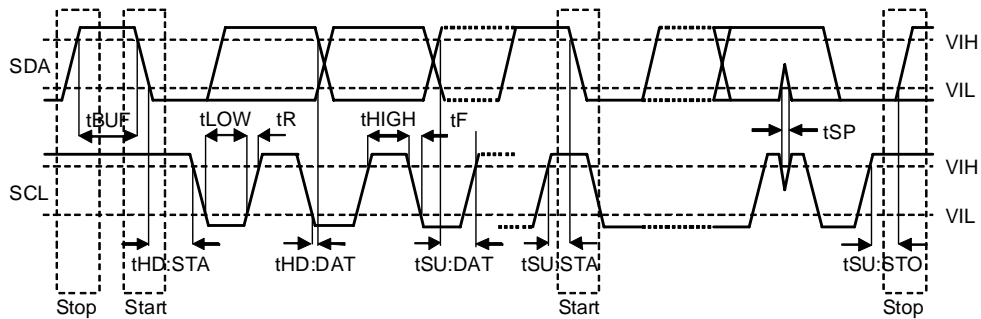 VIH
SDA
VIL
tBUF
tLOW
tR
tHIGH
tF
tSP
VIH
SCL
VIL
tHD:STA
tHD:DAT
tSU:DAT
tSU:STA
tSU:STO
Stop
Start
Start
Stop